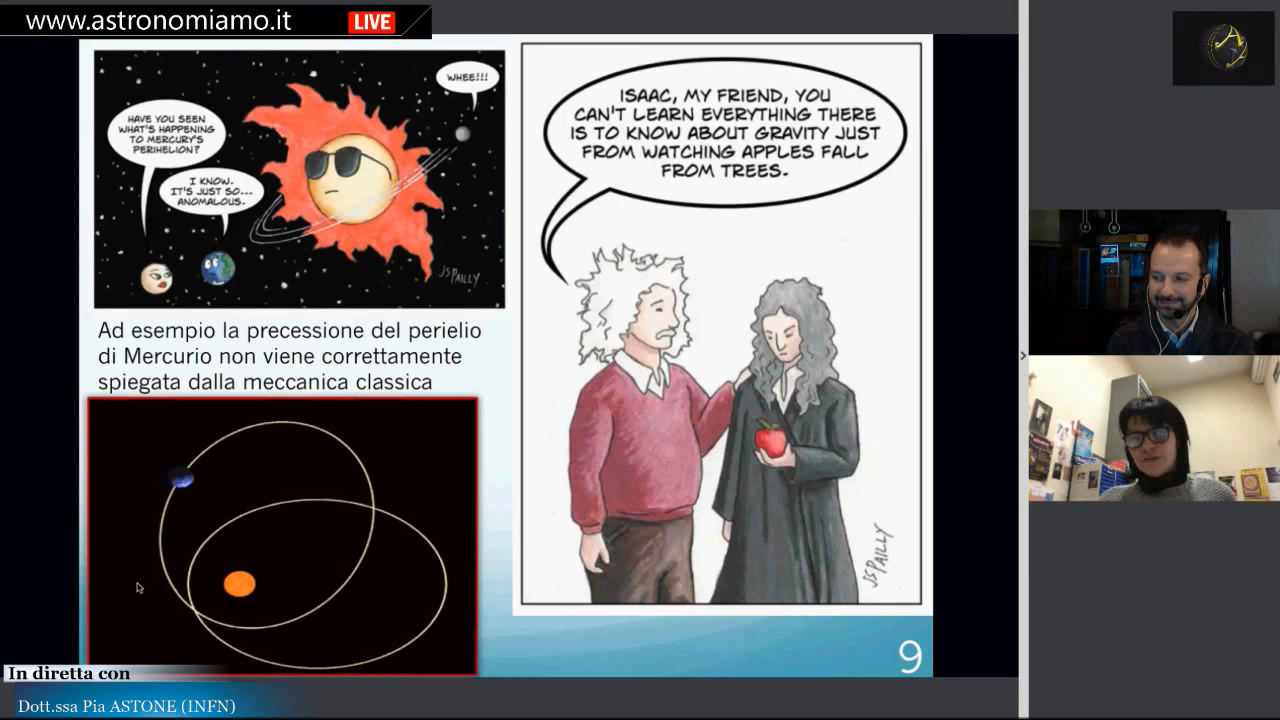 www.astronomiamo.it
LIVE
WHEE!!!
HAVE YOU SEEN
WHAT'S HAPPENING
TO MERCURY'S
PERIHELION?
I KNOW.
IT'S JUST SO...
ANOMALOUS.
JSPAILLY
Ad esempio la precessione del perielio
di Mercurio non viene correttamente
spiegata dalla meccanica classica
ISAAC, MY FRIEND, YOU
CAN'T LEARN EVERYTHING THERE
IS TO KNOW ABOUT GRAVITY JUST
FROM WATCHING APPLES FALL
FROM TREES.
JSPAILLY
9
In diretta con
Dott.ssa Pia ASTONE (INFN)